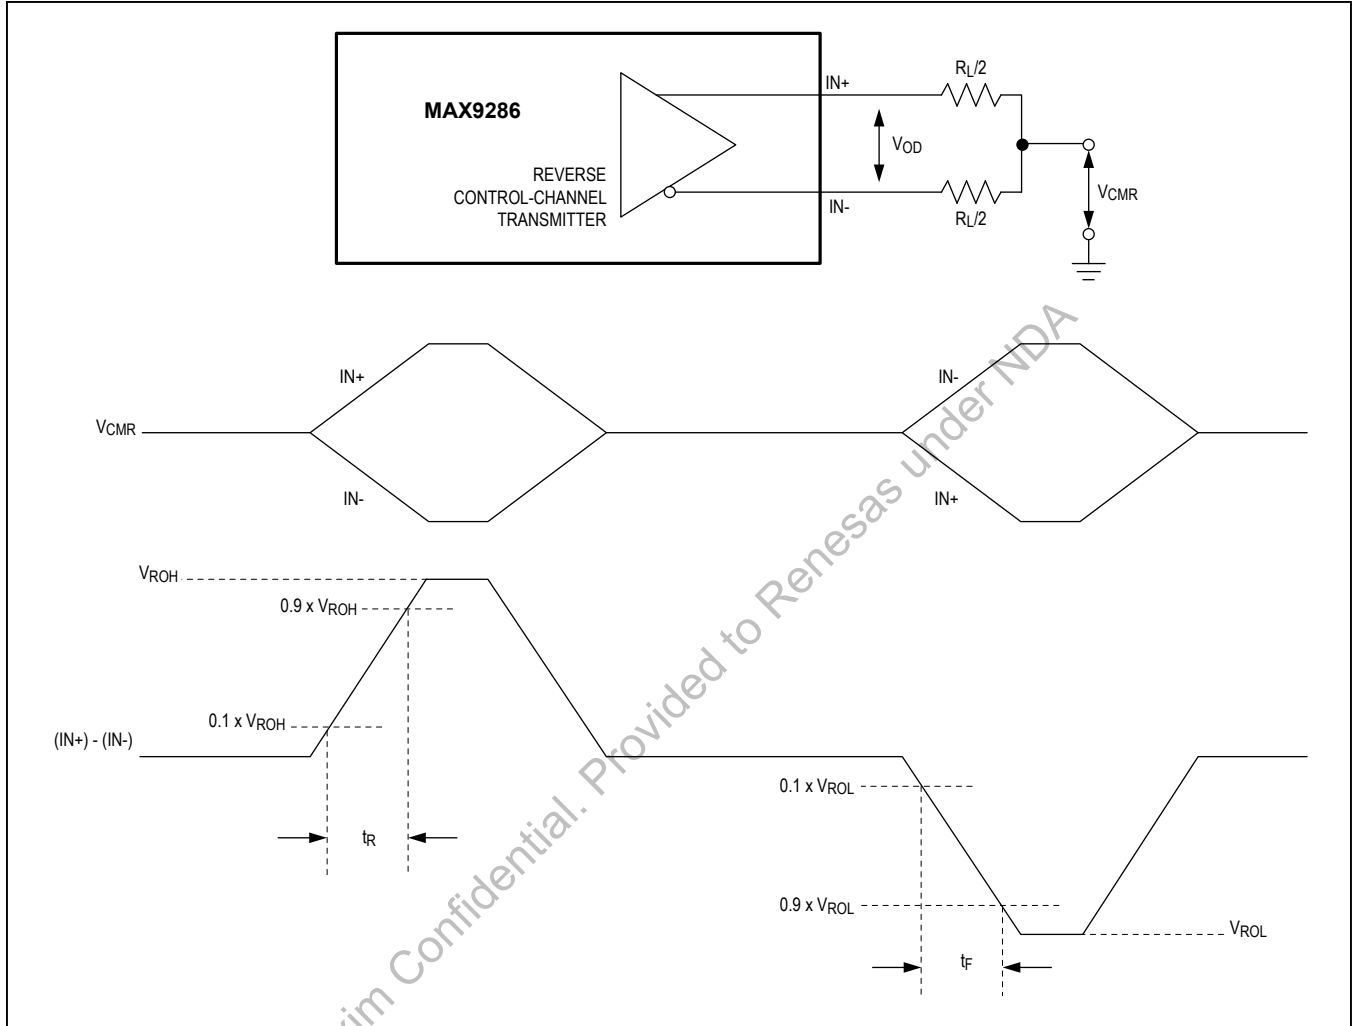 MAX9286
REVERSE
CONTROL-CHANNEL
TRANSMITTER
IN+
IN-
VOD
RL/2
RL/2
VCMR
VCMR
IN+
IN-
IN-
IN+
VROH
0.9 x VROH
0.1 x VROH
(IN+) - (IN-)
tR
0.1 x VROL
0.9 x VROL
VROL
tF
Confidential. Provided to Renesas under NDA